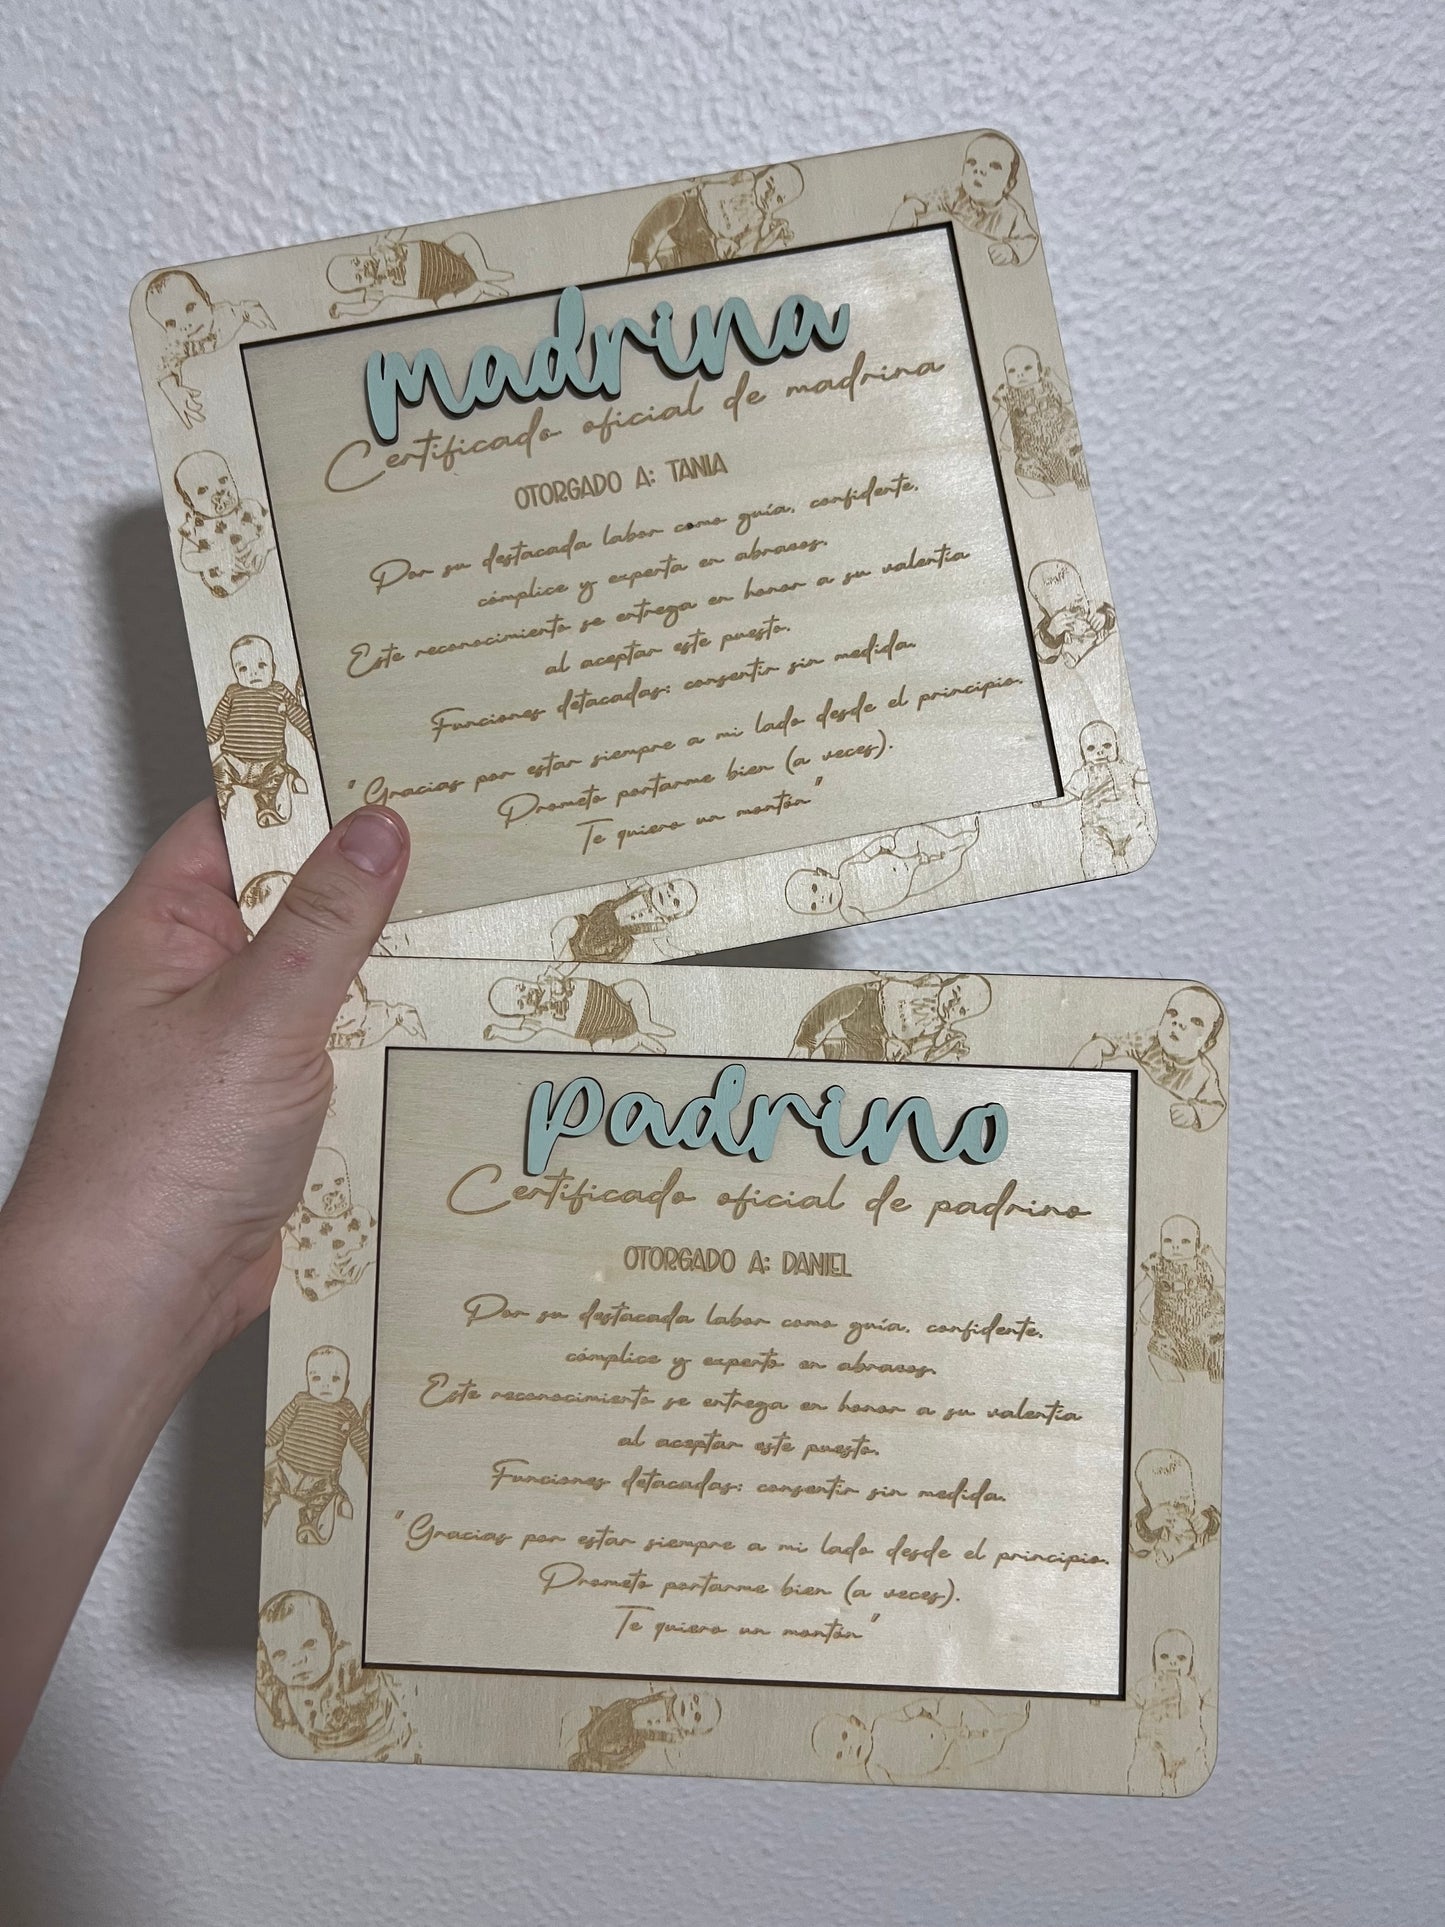 madrina
Certificado oficial de madrina
OTORGADO A: TANIA
Por su destacada labor como guía, confidente,
cómplice y experta en abrazos.
Este reconocimiento se entrega en honor a su valentía
al aceptar este puesto.
Funciones detacadas: consentir sin medida.
"Gracias por estar siempre a mi lado desde el principio.
Prometo portarme bien (a veces).
Te quiero un montón"
padrino
Certificado oficial de padrino
OTORGADO A: DANIEL
Por su destacada labor como guía, confidente,
cómplice y experto en abrazos.
Este reconocimiento se entrega en honor a su valentía
al aceptar este puesto.
Funciones detacadas: consentir sin medida.
"Gracias por estar siempre a mi lado desde el principio.
Prometo portarme bien (a veces).
Te quiero un montón"